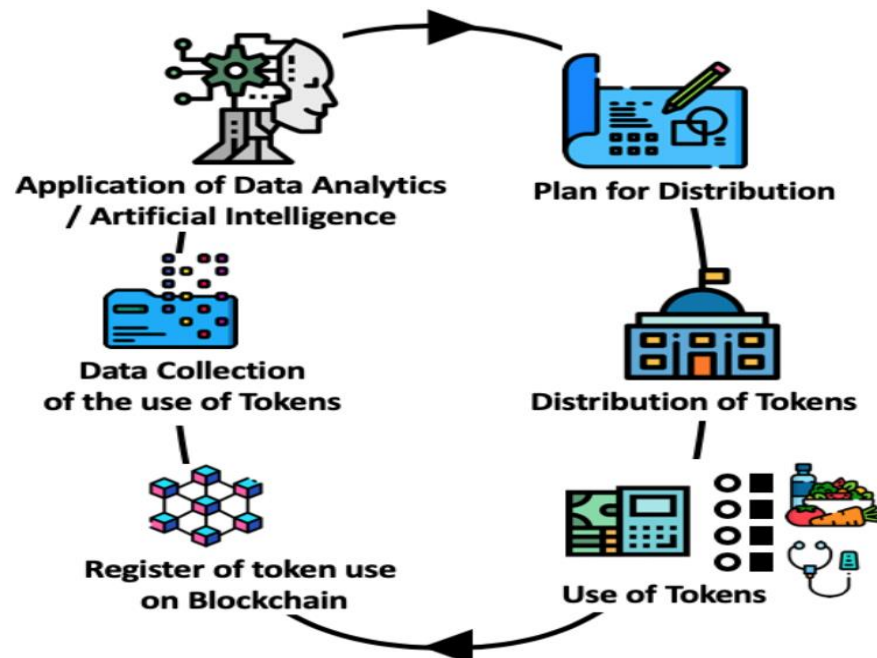 Application of Data Analytics
/ Artificial Intelligence
Plan for Distribution
Data Collection
of the use of Tokens
Distribution of Tokens
Register of token use
on Blockchain
Use of Tokens